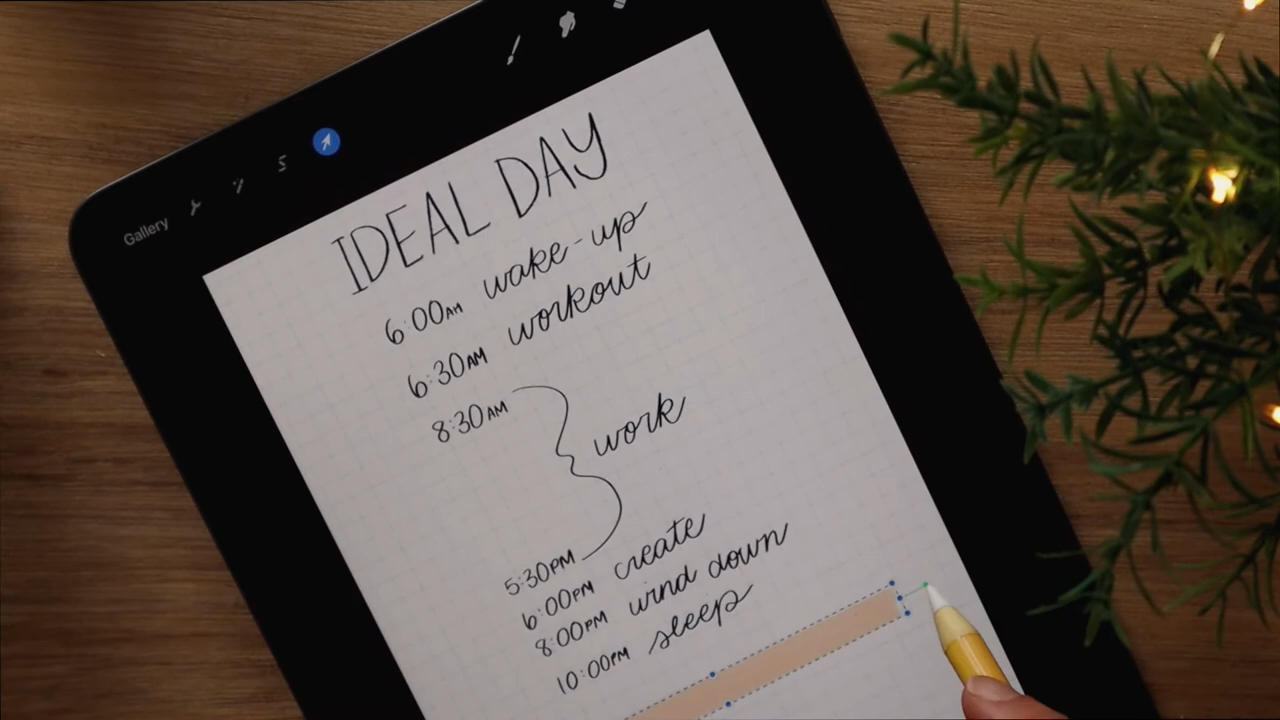 Gallery
IDEAL DAY
6:00AM wake-up
6:30AM workout
8:30AM
work
5:30PM
6:00PM create
8:00PM wind down
10:00PM sleep